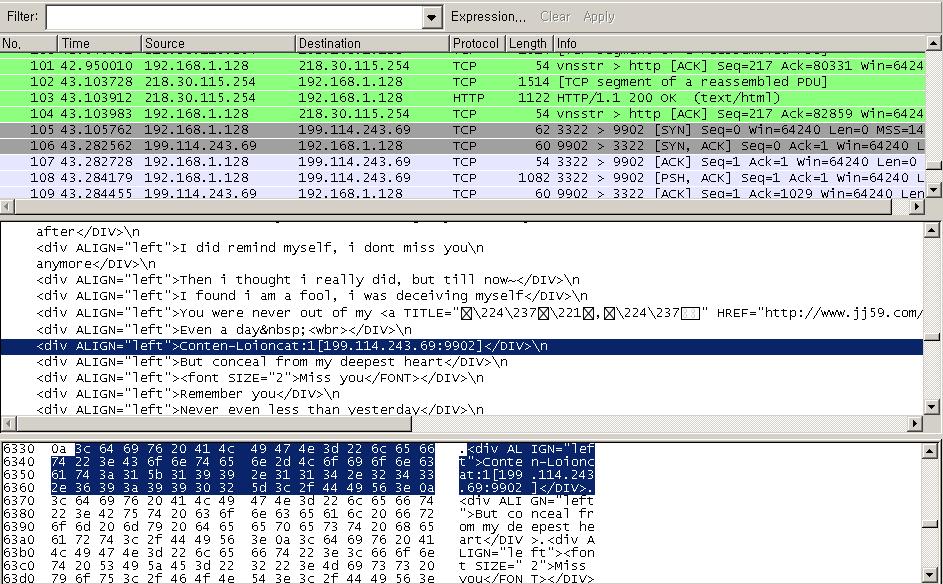 Filter: Expression... Clear Apply
No. Time Source Destination Protocol Length Info
101 42.950010 192.168.1.128 218.30.115.254 TCP 54 vnsstr > http [ACK] Seq=217 Ack=80331 Win=6424
102 43.103728 218.30.115.254 192.168.1.128 TCP 1514 [TCP segment of a reassembled PDU]
103 43.103912 218.30.115.254 192.168.1.128 HTTP 1122 HTTP/1.1 200 OK (text/html)
104 43.103983 192.168.1.128 218.30.115.254 TCP 54 vnsstr > http [ACK] Seq=217 Ack=82859 Win=6424
105 43.105762 192.168.1.128 199.114.243.69 TCP 62 3322 > 9902 [SYN] Seq=0 Win=64240 Len=0 MSS=14
106 43.282562 199.114.243.69 192.168.1.128 TCP 60 9902 > 3322 [SYN, ACK] Seq=0 Ack=1 Win=64240 L
107 43.282728 192.168.1.128 199.114.243.69 TCP 54 3322 > 9902 [ACK] Seq=1 Ack=1 Win=64240 Len=0
108 43.284179 192.168.1.128 199.114.243.69 TCP 1082 3322 > 9902 [PSH, ACK] Seq=1 Ack=1 Win=64240 L
109 43.284455 199.114.243.69 192.168.1.128 TCP 60 9902 > 3322 [ACK] Seq=1 Ack=1029 Win=64240 Len
after</DIV>\n
<div ALIGN="left">I did remind myself, i dont miss you\n
anymore</DIV>\n
<div ALIGN="left">Then i thought i really did, but till now~</DIV>\n
<div ALIGN="left">I found i am a fool, i was deceiving myself</DIV>\n
<div ALIGN="left">You were never out of my <a TITLE="\224\237\221,\224\237" HREF="http://www.jj59.com/
<div ALIGN="left">Even a day&nbsp;<wbr></DIV>\n
<div ALIGN="left">Conten-Loioncat:1[199.114.243.69:9902]</DIV>\n
<div ALIGN="left">But conceal from my deepest heart</DIV>\n
<div ALIGN="left"><font SIZE="2">Miss you</FONT></DIV>\n
<div ALIGN="left">Remember you</DIV>\n
<div ALIGN="left">Never even less than yesterday</DIV>\n
6330 0a 3c 64 69 76 20 41 4c 49 47 4e 3d 22 6c 65 66 .<div AL IGN="lef
6340 74 22 3e 43 6f 6e 74 65 6e 2d 4c 6f 69 6f 6e 63 t">Conte n-Loionc
6350 61 74 3a 31 5b 31 39 39 2e 31 31 34 2e 32 34 33 at:1[199 .114.243
6360 2e 36 39 3a 39 39 30 32 5d 3c 2f 44 49 56 3e 0a .69:9902 ]</DIV>.
6370 3c 64 69 76 20 41 4c 49 47 4e 3d 22 6c 65 66 74 <div ALI GN="left
6380 22 3e 42 75 74 20 63 6f 6e 63 65 61 6c 20 66 72 ">But co nceal fr
6390 6f 6d 20 6d 79 20 64 65 65 70 65 73 74 20 68 65 om my de epest he
63a0 61 72 74 3c 2f 44 49 56 3e 0a 3c 64 69 76 20 41 art</DIV >.<div A
63b0 4c 49 47 4e 3d 22 6c 65 66 74 22 3e 3c 66 6f 6e LIGN="le ft"><fon
63c0 74 20 53 49 5a 45 3d 22 32 22 3e 4d 69 73 73 20 t SIZE=" 2">Miss
63d0 79 6f 75 3c 2f 46 4f 4e 54 3e 3c 2f 44 49 56 3e you</FON T></DIV>